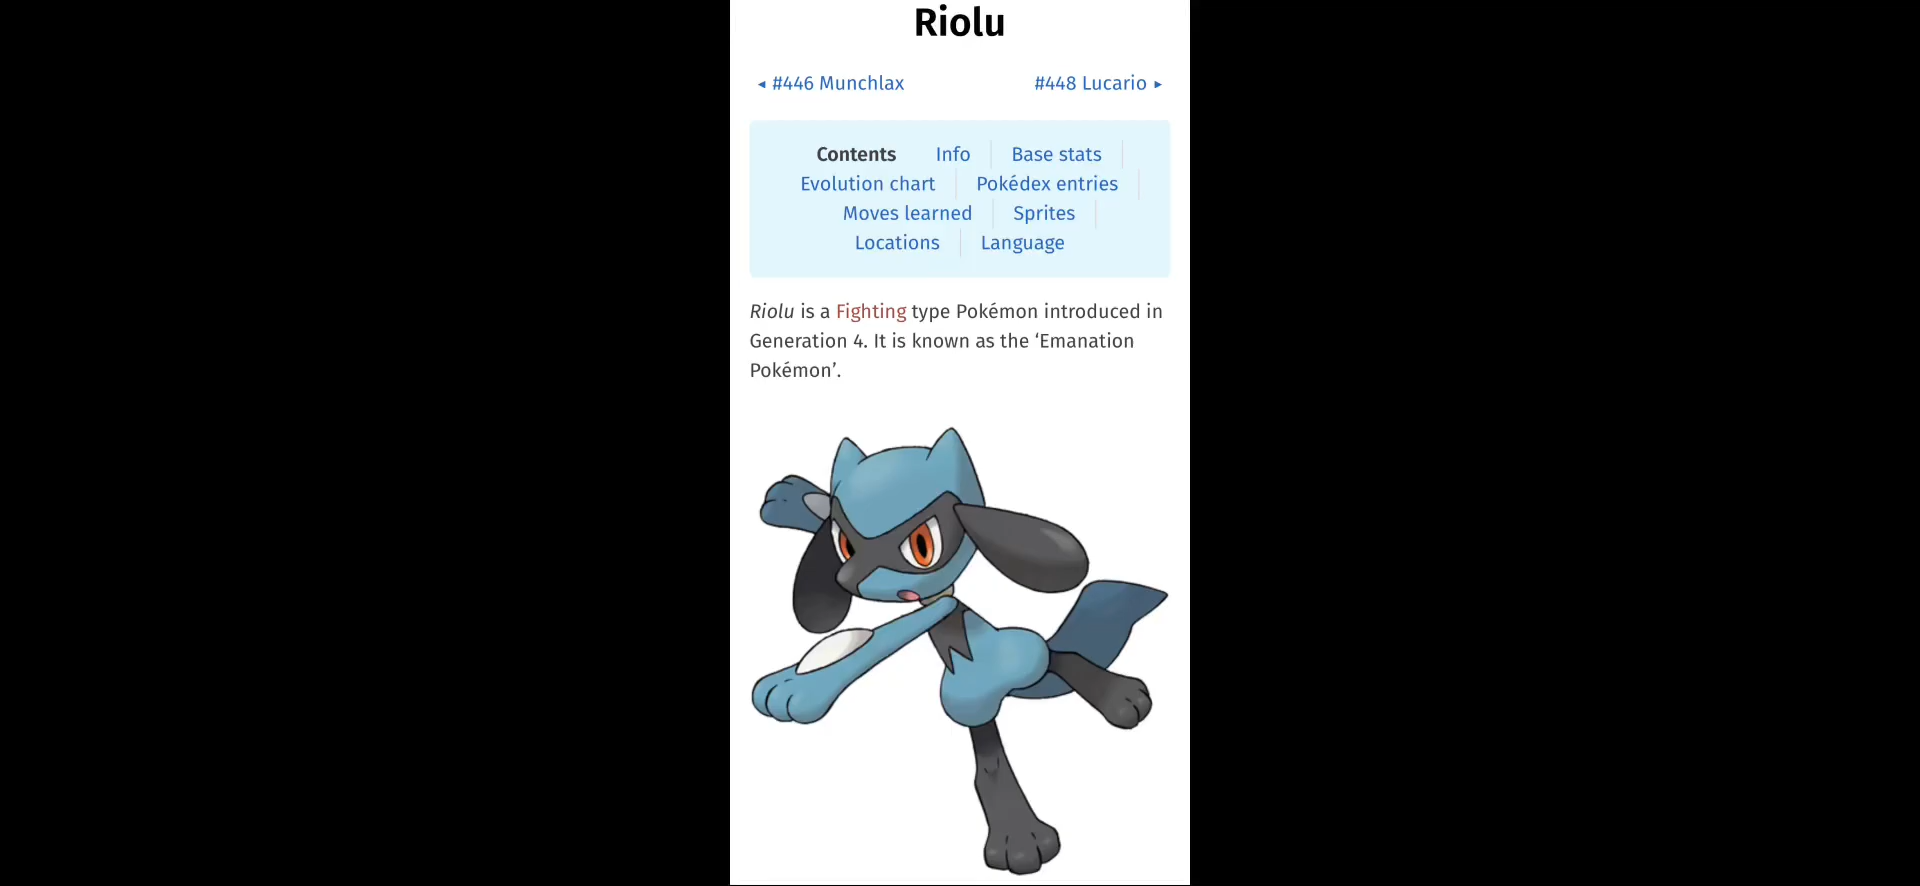 Riolu
◂ #446 Munchlax #448 Lucario ▸
Contents Info Base stats
Evolution chart Pokédex entries
Moves learned Sprites
Locations Language
Riolu is a Fighting type Pokémon introduced in
Generation 4. It is known as the ‘Emanation
Pokémon’.